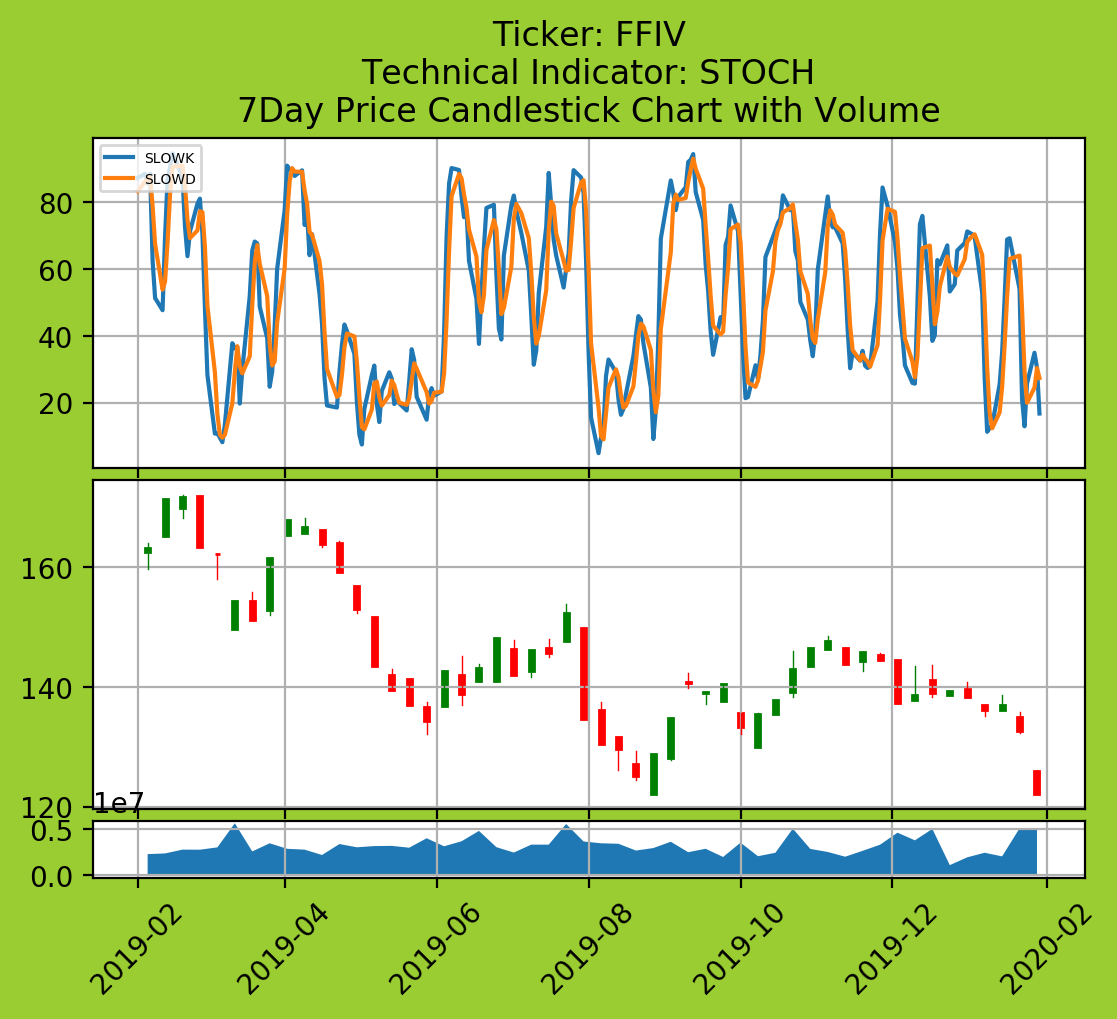 Ticker: FFIV
Technical Indicator: STOCH
7Day Price Candlestick Chart with Volume
SLOWK
SLOWD
80
60
40
20
160
140
120
1e7
0.5
0.0
2019-02
2019-04
2019-06
2019-08
2019-10
2019-12
2020-02